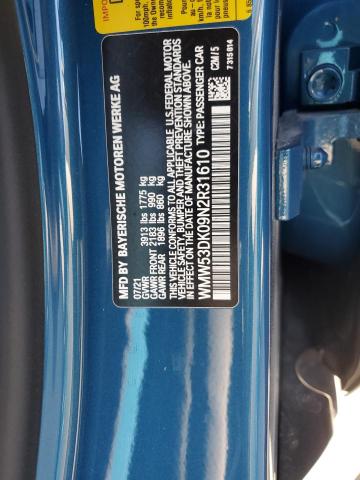 MFD BY BAYERISCHE MOTOREN WERKE AG
07/21
GVWR 3913 lbs 1775 kg
GAWR FRONT 2183 lbs 990 kg
GAWR REAR 1896 lbs 860 kg
THIS VEHICLE CONFORMS TO ALL APPLICABLE U.S. FEDERAL MOTOR
VEHICLE SAFETY, BUMPER, AND THEFT PREVENTION STANDARDS
IN EFFECT ON THE DATE OF MANUFACTURE SHOWN ABOVE.
WMW53DK09N2R31610 TYPE: PASSENGER CAR
C2M / 5
7 315 814